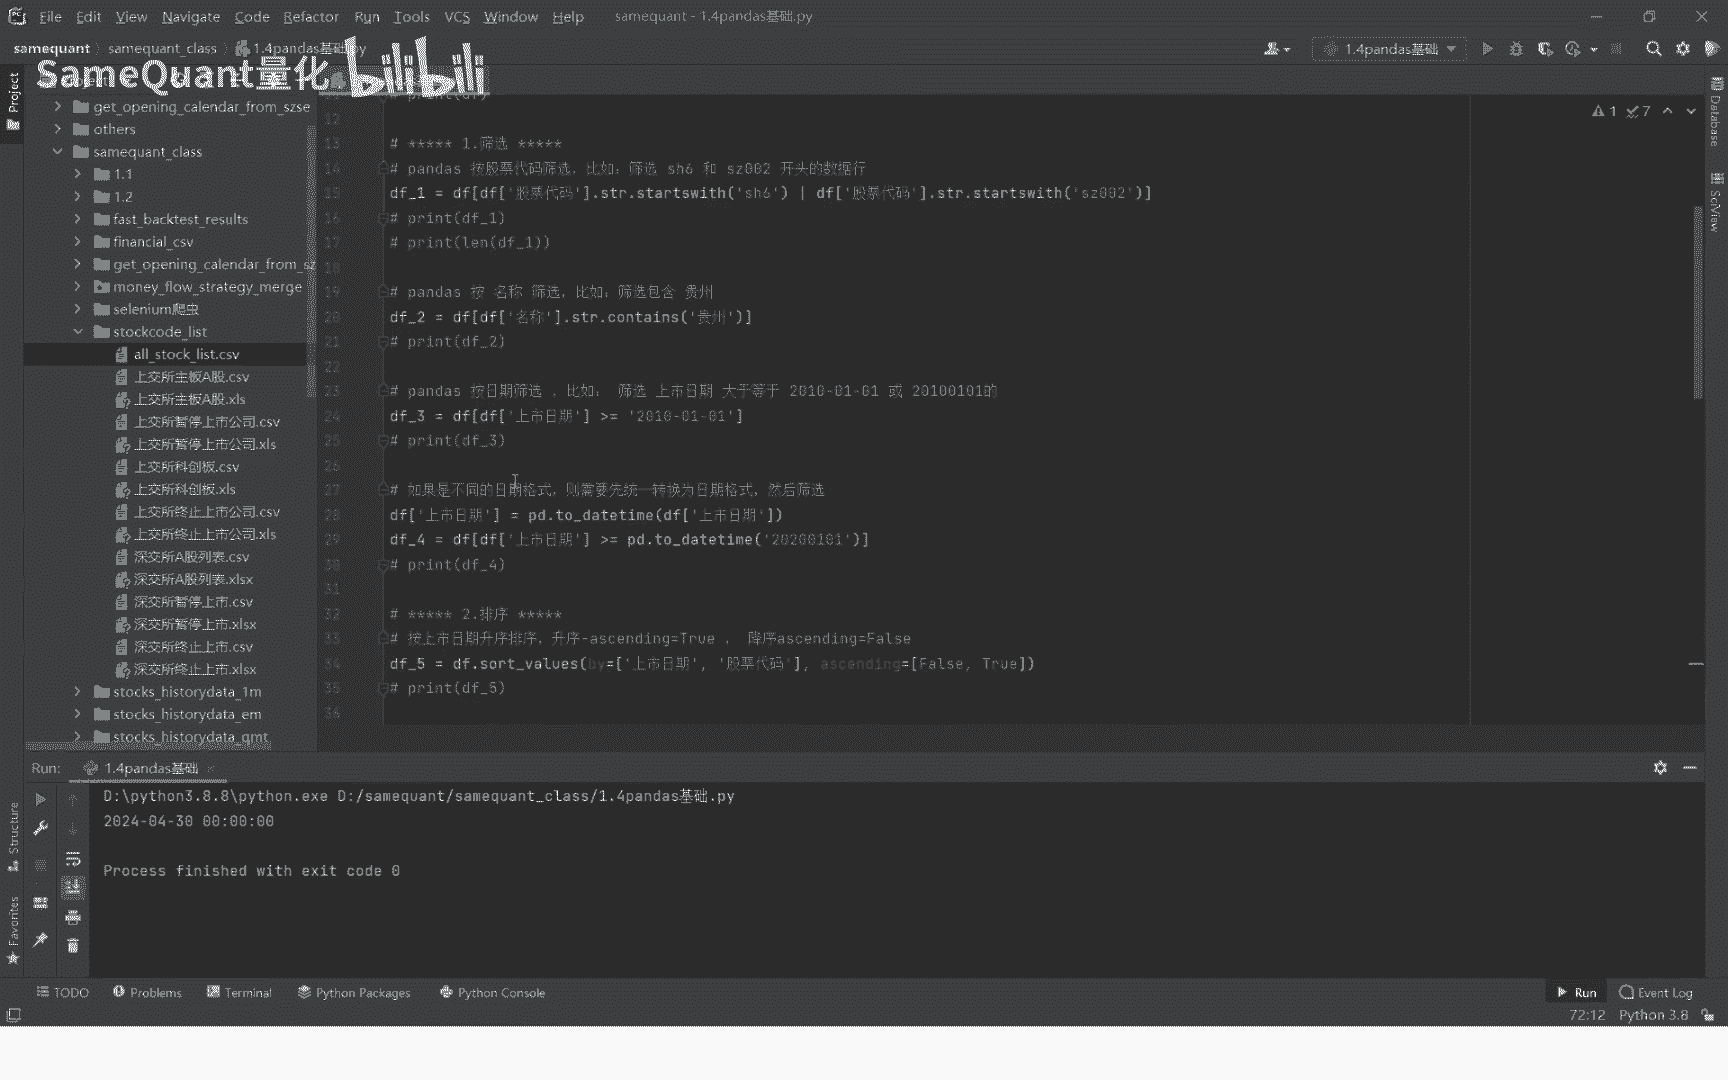 File Edit View Navigate Code Refactor Run Tools VCS Window Help samequant - 1.4pandas基础.py
samequant samequant_class 1.4pandas基础.py
1.4pandas基础
SameQuant量化 bilibili
Project
get_opening_calendar_from_szse
others
samequant_class
1.1
1.2
fast_backtest_results
financial_csv
get_opening_calendar_from_sz
money_flow_strategy_merge
selenium爬虫
stockcode_list
all_stock_list.csv
上交所主板A股.csv
上交所主板A股.xls
上交所暂停上市公司.csv
上交所暂停上市公司.xls
上交所科创板.csv
上交所科创板.xls
上交所终止上市公司.csv
上交所终止上市公司.xls
深交所A股列表.csv
深交所A股列表.xlsx
深交所暂停上市.csv
深交所暂停上市.xlsx
深交所终止上市.csv
深交所终止上市.xlsx
stocks_historydata_1m
stocks_historydata_em
stocks_historydata_qmt
# print(df)
12
13 # ***** 1.筛选 *****
14 # pandas 按股票代码筛选，比如：筛选 sh6 和 sz002 开头的数据行
15 df_1 = df[df['股票代码'].str.startswith('sh6') | df['股票代码'].str.startswith('sz002')]
16 # print(df_1)
17 # print(len(df_1))
18
19 # pandas 按 名称 筛选，比如：筛选包含 贵州
20 df_2 = df[df['名称'].str.contains('贵州')]
21 # print(df_2)
22
23 # pandas 按日期筛选 ，比如： 筛选 上市日期 大于等于 2010-01-01 或 20100101的
24 df_3 = df[df['上市日期'] >= '2010-01-01']
25 # print(df_3)
26
27 # 如果是不同的日期格式，则需要先统一转换为日期格式，然后筛选
28 df['上市日期'] = pd.to_datetime(df['上市日期'])
29 df_4 = df[df['上市日期'] >= pd.to_datetime('20200101')]
30 # print(df_4)
31
32 # ***** 2.排序 *****
33 # 按上市日期升序排序，升序-ascending=True ， 降序ascending=False
34 df_5 = df.sort_values(by=['上市日期', '股票代码'], ascending=[False, True])
35 # print(df_5)
36
1 7
Database
SciView
Run: 1.4pandas基础
D:\python3.8.8\python.exe D:/samequant/samequant_class/1.4pandas基础.py
2024-04-30 00:00:00
Process finished with exit code 0
Structure
Favorites
TODO Problems Terminal Python Packages Python Console Run Event Log
72:12 Python 3.8